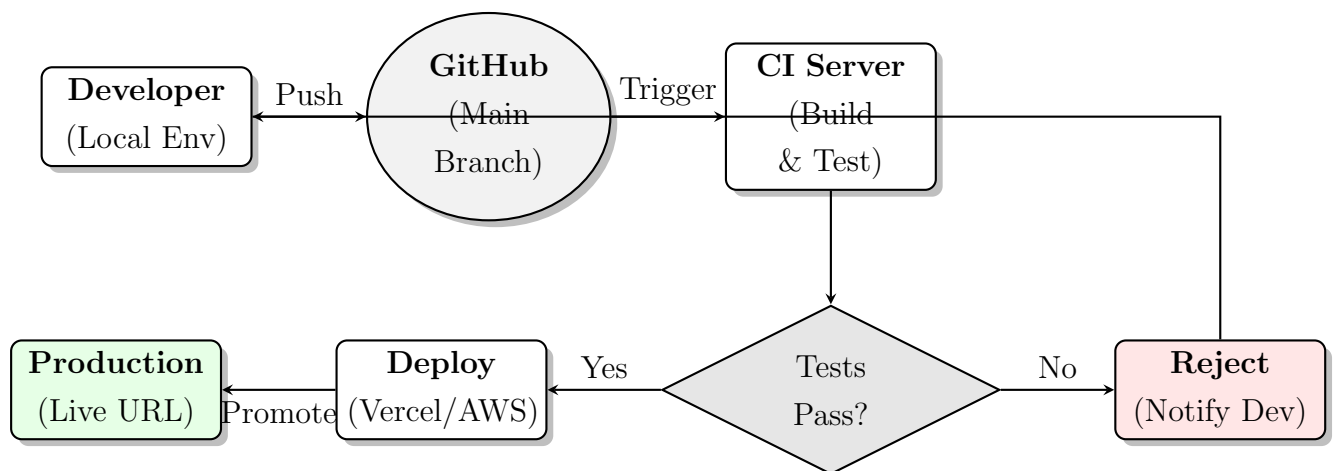 Developer
(Local Env)
Push
GitHub
(Main
Branch)
Trigger
CI Server
(Build
& Test)
Production
(Live URL)
Promote
Deploy
(Vercel/AWS)
Yes
Tests
Pass?
No
Reject
(Notify Dev)